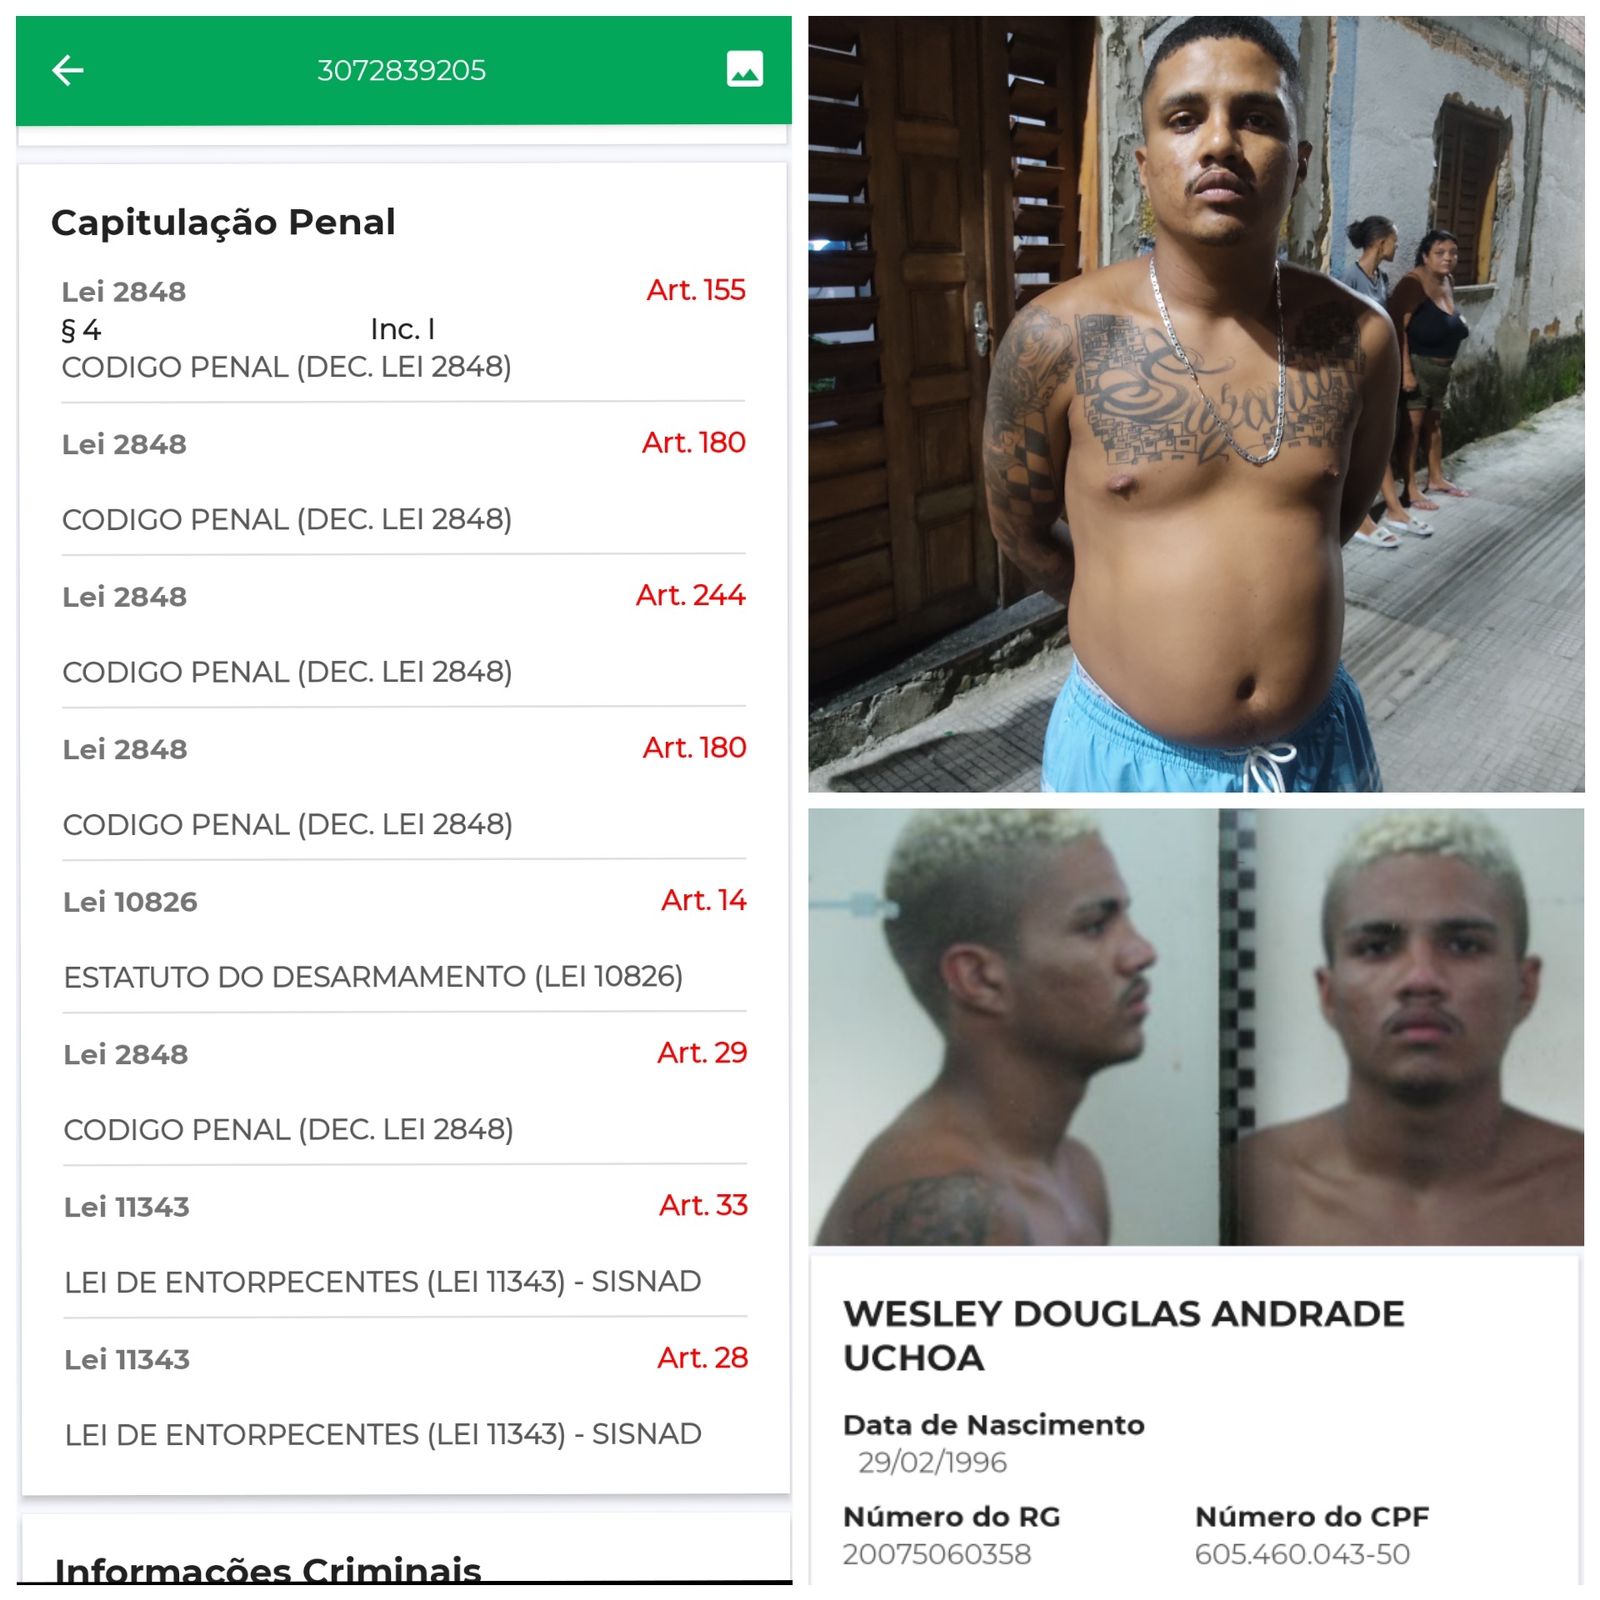 3072839205
Capitulação Penal
Lei 2848 Art. 155
§ 4 Inc. I
CODIGO PENAL (DEC. LEI 2848)
Lei 2848 Art. 180
CODIGO PENAL (DEC. LEI 2848)
Lei 2848 Art. 244
CODIGO PENAL (DEC. LEI 2848)
Lei 2848 Art. 180
CODIGO PENAL (DEC. LEI 2848)
Lei 10826 Art. 14
ESTATUTO DO DESARMAMENTO (LEI 10826)
Lei 2848 Art. 29
CODIGO PENAL (DEC. LEI 2848)
Lei 11343 Art. 33
LEI DE ENTORPECENTES (LEI 11343) - SISNAD
Lei 11343 Art. 28
LEI DE ENTORPECENTES (LEI 11343) - SISNAD
Informações Criminais
WESLEY DOUGLAS ANDRADE
UCHOA
Data de Nascimento
29/02/1996
Número do RG Número do CPF
20075060358 605.460.043-50